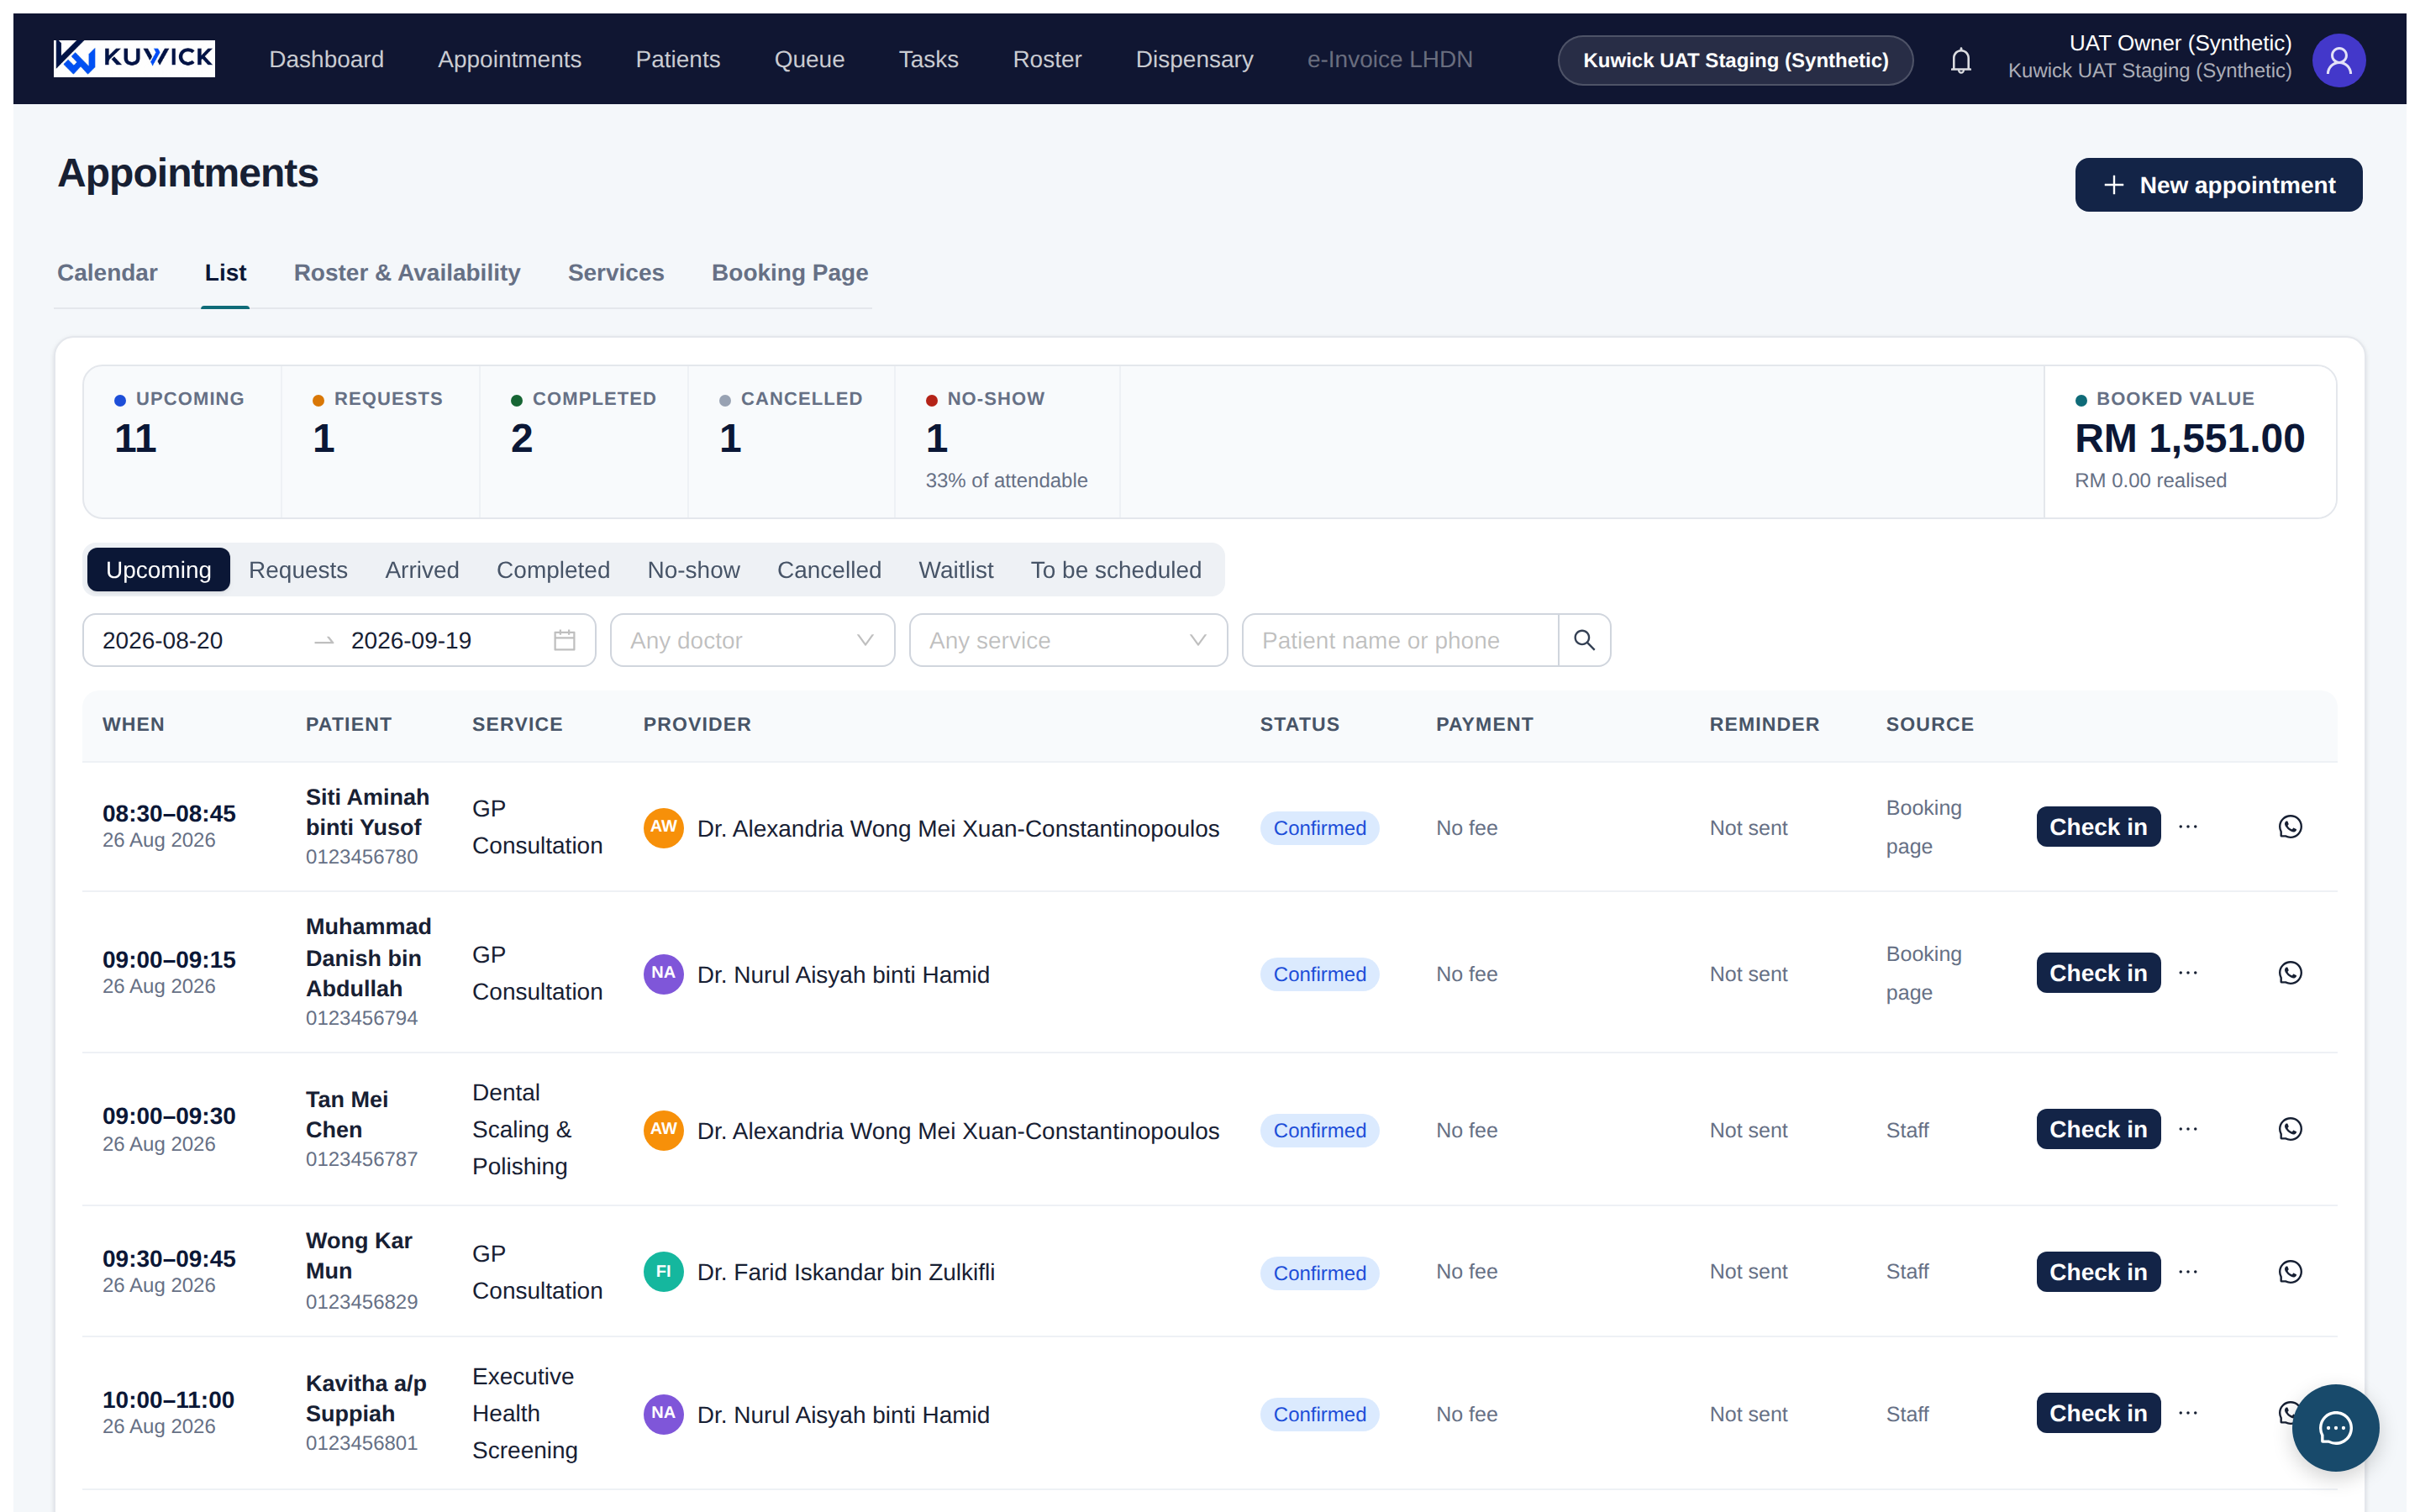 KUWICK
Dashboard
Appointments
Patients
Queue
Tasks
Roster
Dispensary
e-Invoice LHDN
Kuwick UAT Staging (Synthetic)
UAT Owner (Synthetic)
Kuwick UAT Staging (Synthetic)
Appointments
New appointment
Calendar
List
Roster & Availability
Services
Booking Page
UPCOMING
11
REQUESTS
1
COMPLETED
2
CANCELLED
1
NO-SHOW
1
33% of attendable
BOOKED VALUE
RM 1,551.00
RM 0.00 realised
Upcoming
Requests
Arrived
Completed
No-show
Cancelled
Waitlist
To be scheduled
2026-08-20
2026-09-19
Any doctor
Any service
Patient name or phone
WHEN
PATIENT
SERVICE
PROVIDER
STATUS
PAYMENT
REMINDER
SOURCE
08:30–08:45
26 Aug 2026
Siti Aminah
binti Yusof
0123456780
GP
Consultation
AW
Dr. Alexandria Wong Mei Xuan-Constantinopoulos
Confirmed
No fee
Not sent
Booking
page
Check in
09:00–09:15
26 Aug 2026
Muhammad
Danish bin
Abdullah
0123456794
GP
Consultation
NA
Dr. Nurul Aisyah binti Hamid
Confirmed
No fee
Not sent
Booking
page
Check in
09:00–09:30
26 Aug 2026
Tan Mei
Chen
0123456787
Dental
Scaling &
Polishing
AW
Dr. Alexandria Wong Mei Xuan-Constantinopoulos
Confirmed
No fee
Not sent
Staff
Check in
09:30–09:45
26 Aug 2026
Wong Kar
Mun
0123456829
GP
Consultation
FI
Dr. Farid Iskandar bin Zulkifli
Confirmed
No fee
Not sent
Staff
Check in
10:00–11:00
26 Aug 2026
Kavitha a/p
Suppiah
0123456801
Executive
Health
Screening
NA
Dr. Nurul Aisyah binti Hamid
Confirmed
No fee
Not sent
Staff
Check in